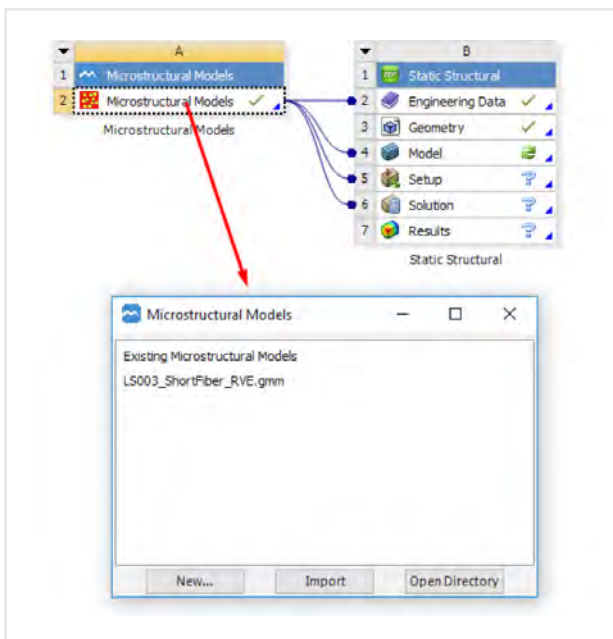 A
1 Microstructural Models
2 Microstructural Models
Microstructural Models
B
1 Static Structural
2 Engineering Data
3 Geometry
4 Model
5 Setup
6 Solution
7 Results
Static Structural
Microstructural Models
Existing Microstructural Models
LS003_ShortFiber_RVE.gmm
New... Import Open Directory